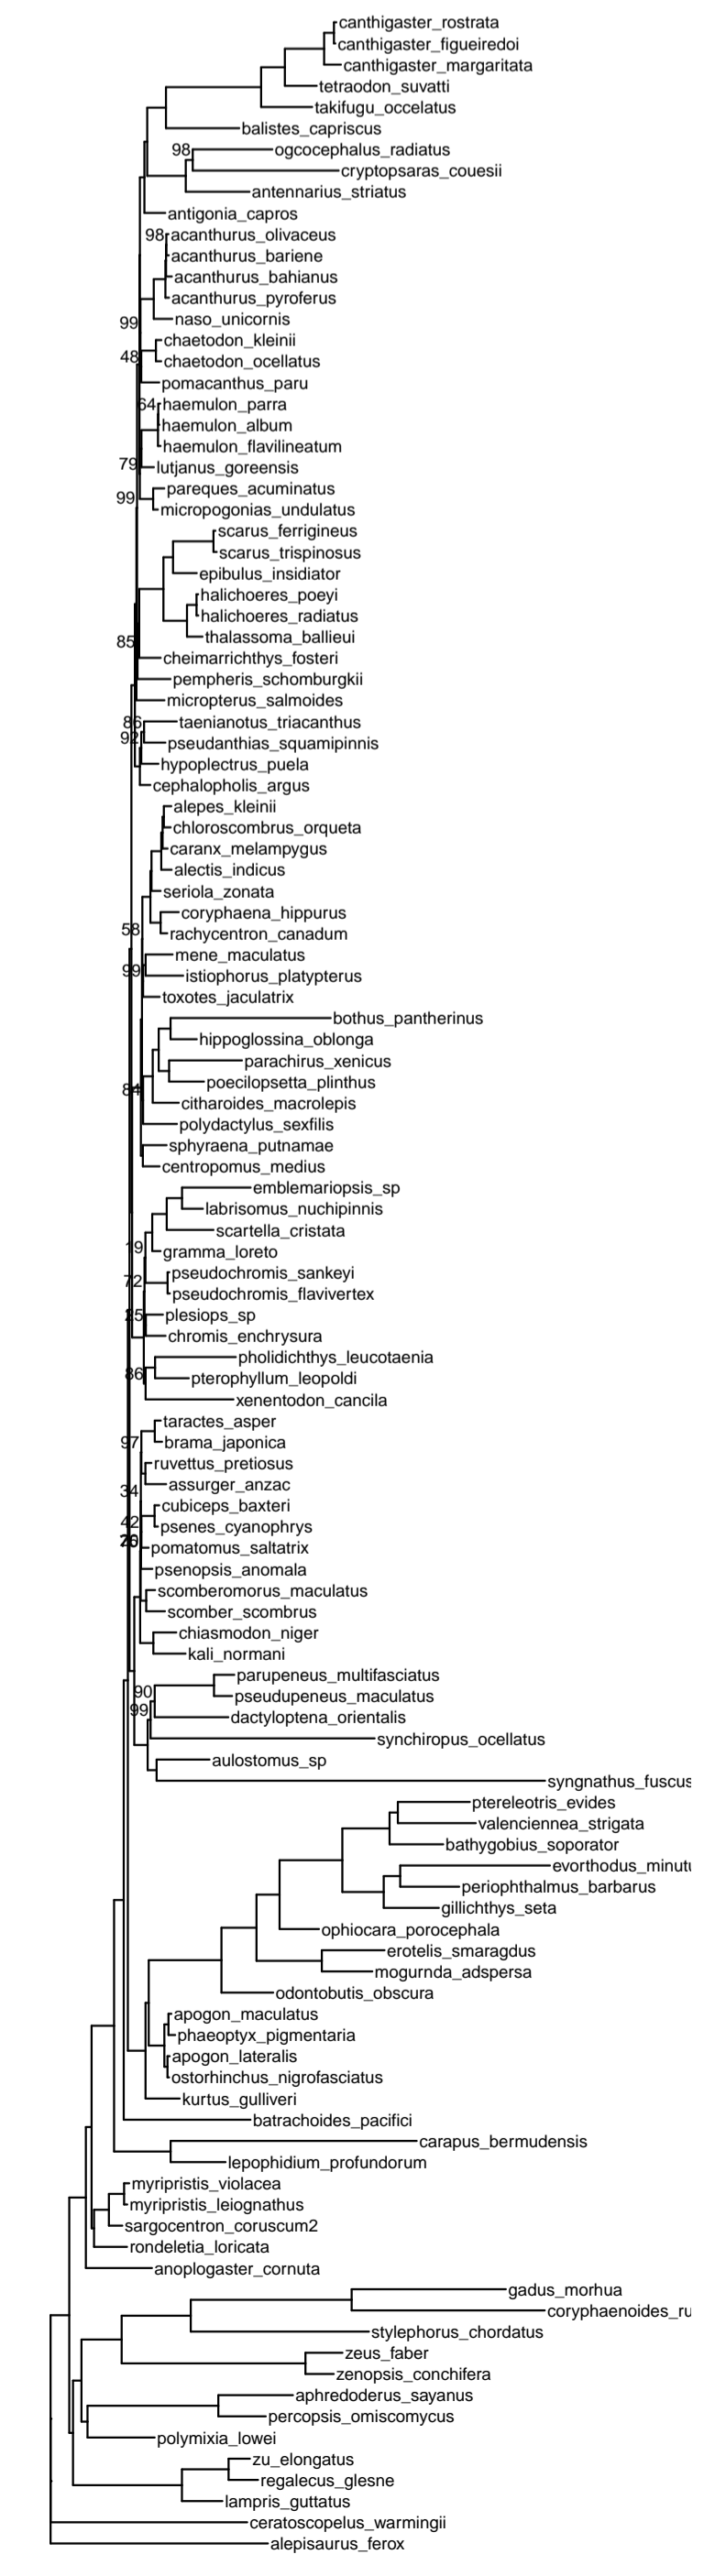 canthigaster_rostrata
canthigaster_figueiredoi
canthigaster_margaritata
tetraodon_suvatti
takifugu_occelatus
balistes_capriscus
98
ogcocephalus_radiatus
cryptopsaras_couesii
antennarius_striatus
antigonia_capros
98
acanthurus_olivaceus
acanthurus_bariene
acanthurus_bahianus
acanthurus_pyroferus
naso_unicornis
99
chaetodon_kleinii
48
chaetodon_ocellatus
pomacanthus_paru
64
haemulon_parra
haemulon_album
haemulon_flavilineatum
79
lutjanus_goreensis
pareques_acuminatus
99
micropogonias_undulatus
scarus_ferrigineus
scarus_trispinosus
epibulus_insidiator
halichoeres_poeyi
halichoeres_radiatus
thalassoma_ballieui
85
cheimarrichthys_fosteri
pempheris_schomburgkii
micropterus_salmoides
86
taenianotus_triacanthus
92
pseudanthias_squamipinnis
hypoplectrus_puela
cephalopholis_argus
alepes_kleinii
chloroscombrus_orqueta
caranx_melampygus
alectis_indicus
seriola_zonata
coryphaena_hippurus
58
rachycentron_canadum
mene_maculatus
99
istiophorus_platypterus
toxotes_jaculatrix
bothus_pantherinus
hippoglossina_oblonga
parachirus_xenicus
poecilopsetta_plinthus
84
citharoides_macrolepis
polydactylus_sexfilis
sphyraena_putnamae
centropomus_medius
emblemariopsis_sp
labrisomus_nuchipinnis
scartella_cristata
19
gramma_loreto
pseudochromis_sankeyi
72
pseudochromis_flavivertex
25
plesiops_sp
chromis_enchrysura
pholidichthys_leucotaenia
86
pterophyllum_leopoldi
xenentodon_cancila
taractes_asper
97
brama_japonica
ruvettus_pretiosus
34
assurger_anzac
cubiceps_baxteri
42
psenes_cyanophrys
pomatomus_saltatrix
psenopsis_anomala
scomberomorus_maculatus
scomber_scombrus
chiasmodon_niger
kali_normani
parupeneus_multifasciatus
90
pseudupeneus_maculatus
99
dactyloptena_orientalis
synchiropus_ocellatus
aulostomus_sp
syngnathus_fuscus
ptereleotris_evides
valenciennea_strigata
bathygobius_soporator
evorthodus_minutu
periophthalmus_barbarus
gillichthys_seta
ophiocara_porocephala
erotelis_smaragdus
mogurnda_adspersa
odontobutis_obscura
apogon_maculatus
phaeoptyx_pigmentaria
apogon_lateralis
ostorhinchus_nigrofasciatus
kurtus_gulliveri
batrachoides_pacifici
carapus_bermudensis
lepophidium_profundorum
myripristis_violacea
myripristis_leiognathus
sargocentron_coruscum2
rondeletia_loricata
anoplogaster_cornuta
gadus_morhua
coryphaenoides_ru
stylephorus_chordatus
zeus_faber
zenopsis_conchifera
aphredoderus_sayanus
percopsis_omiscomycus
polymixia_lowei
zu_elongatus
regalecus_glesne
lampris_guttatus
ceratoscopelus_warmingii
alepisaurus_ferox